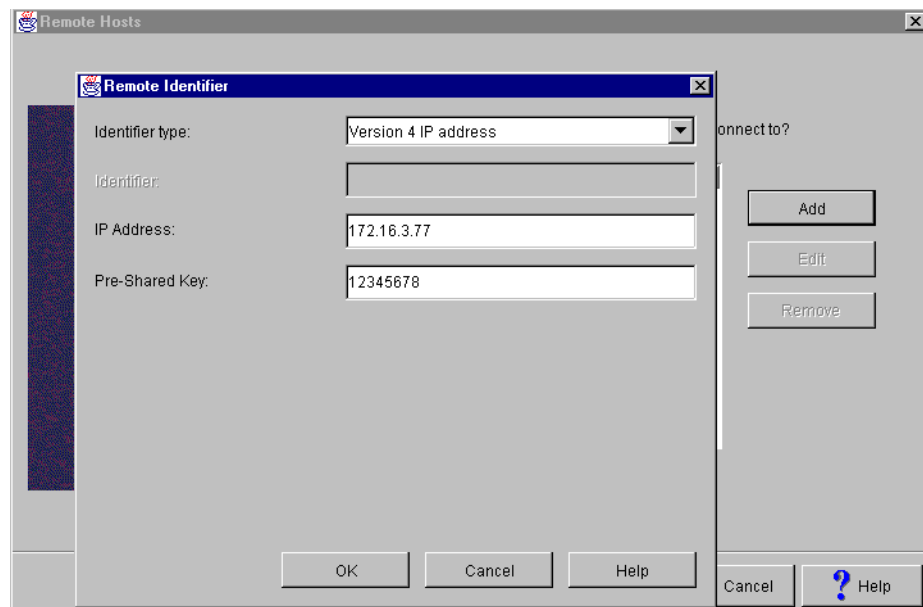 Remote Hosts
Remote Identifier
Identifier type:
Version 4 IP address
onnect to?
Identifier:
Add
IP Address:
172.16.3.77
Edit
Pre-Shared Key:
12345678
Remove
OK
Cancel
Help
Cancel
? Help